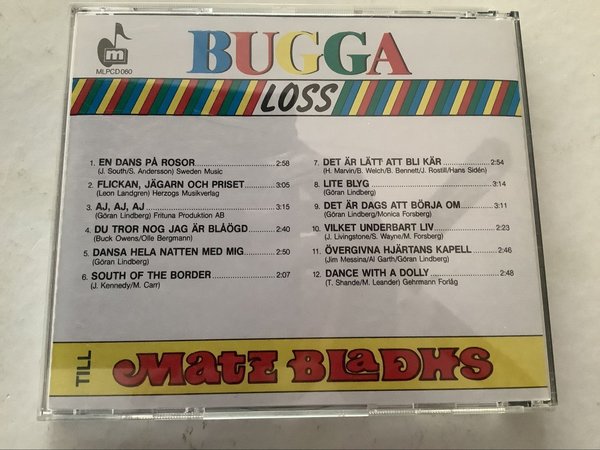 m
MLPCD060
BUGGA
LOSS
1. EN DANS PÅ ROSOR 2:58
(J. South/S. Andersson) Sweden Music
2. FLICKAN, JÄGARN OCH PRISET 3:05
(Leon Landgren) Herzogs Musikverlag
3. AJ, AJ, AJ 3:15
(Göran Lindberg) Frituna Produktion AB
4. DU TROR NOG JAG ÄR BLÅÖGD 2:40
(Buck Owens/Olle Bergmann)
5. DANSA HELA NATTEN MED MIG 2:50
(Göran Lindberg)
6. SOUTH OF THE BORDER 2:07
(J. Kennedy/M. Carr)
7. DET ÄR LÄTT ATT BLI KÄR 2:54
(H. Marvin/B. Welch/B. Bennett/J. Rostill/Hans Sidén)
8. LITE BLYG 3:14
(Göran Lindberg)
9. DET ÄR DAGS ATT BÖRJA OM 3:11
(Göran Lindberg/Monica Forsberg)
10. VILKET UNDERBART LIV 2:23
(J. Livingstone/S. Wayne/M. Forsberg)
11. ÖVERGIVNA HJÄRTANS KAPELL 2:46
(Jim Messina/Al Garth/Göran Lindberg)
12. DANCE WITH A DOLLY 2:48
(T. Shande/M. Leander) Gehrmann Förlåg
TILL
MATZ BLADHS